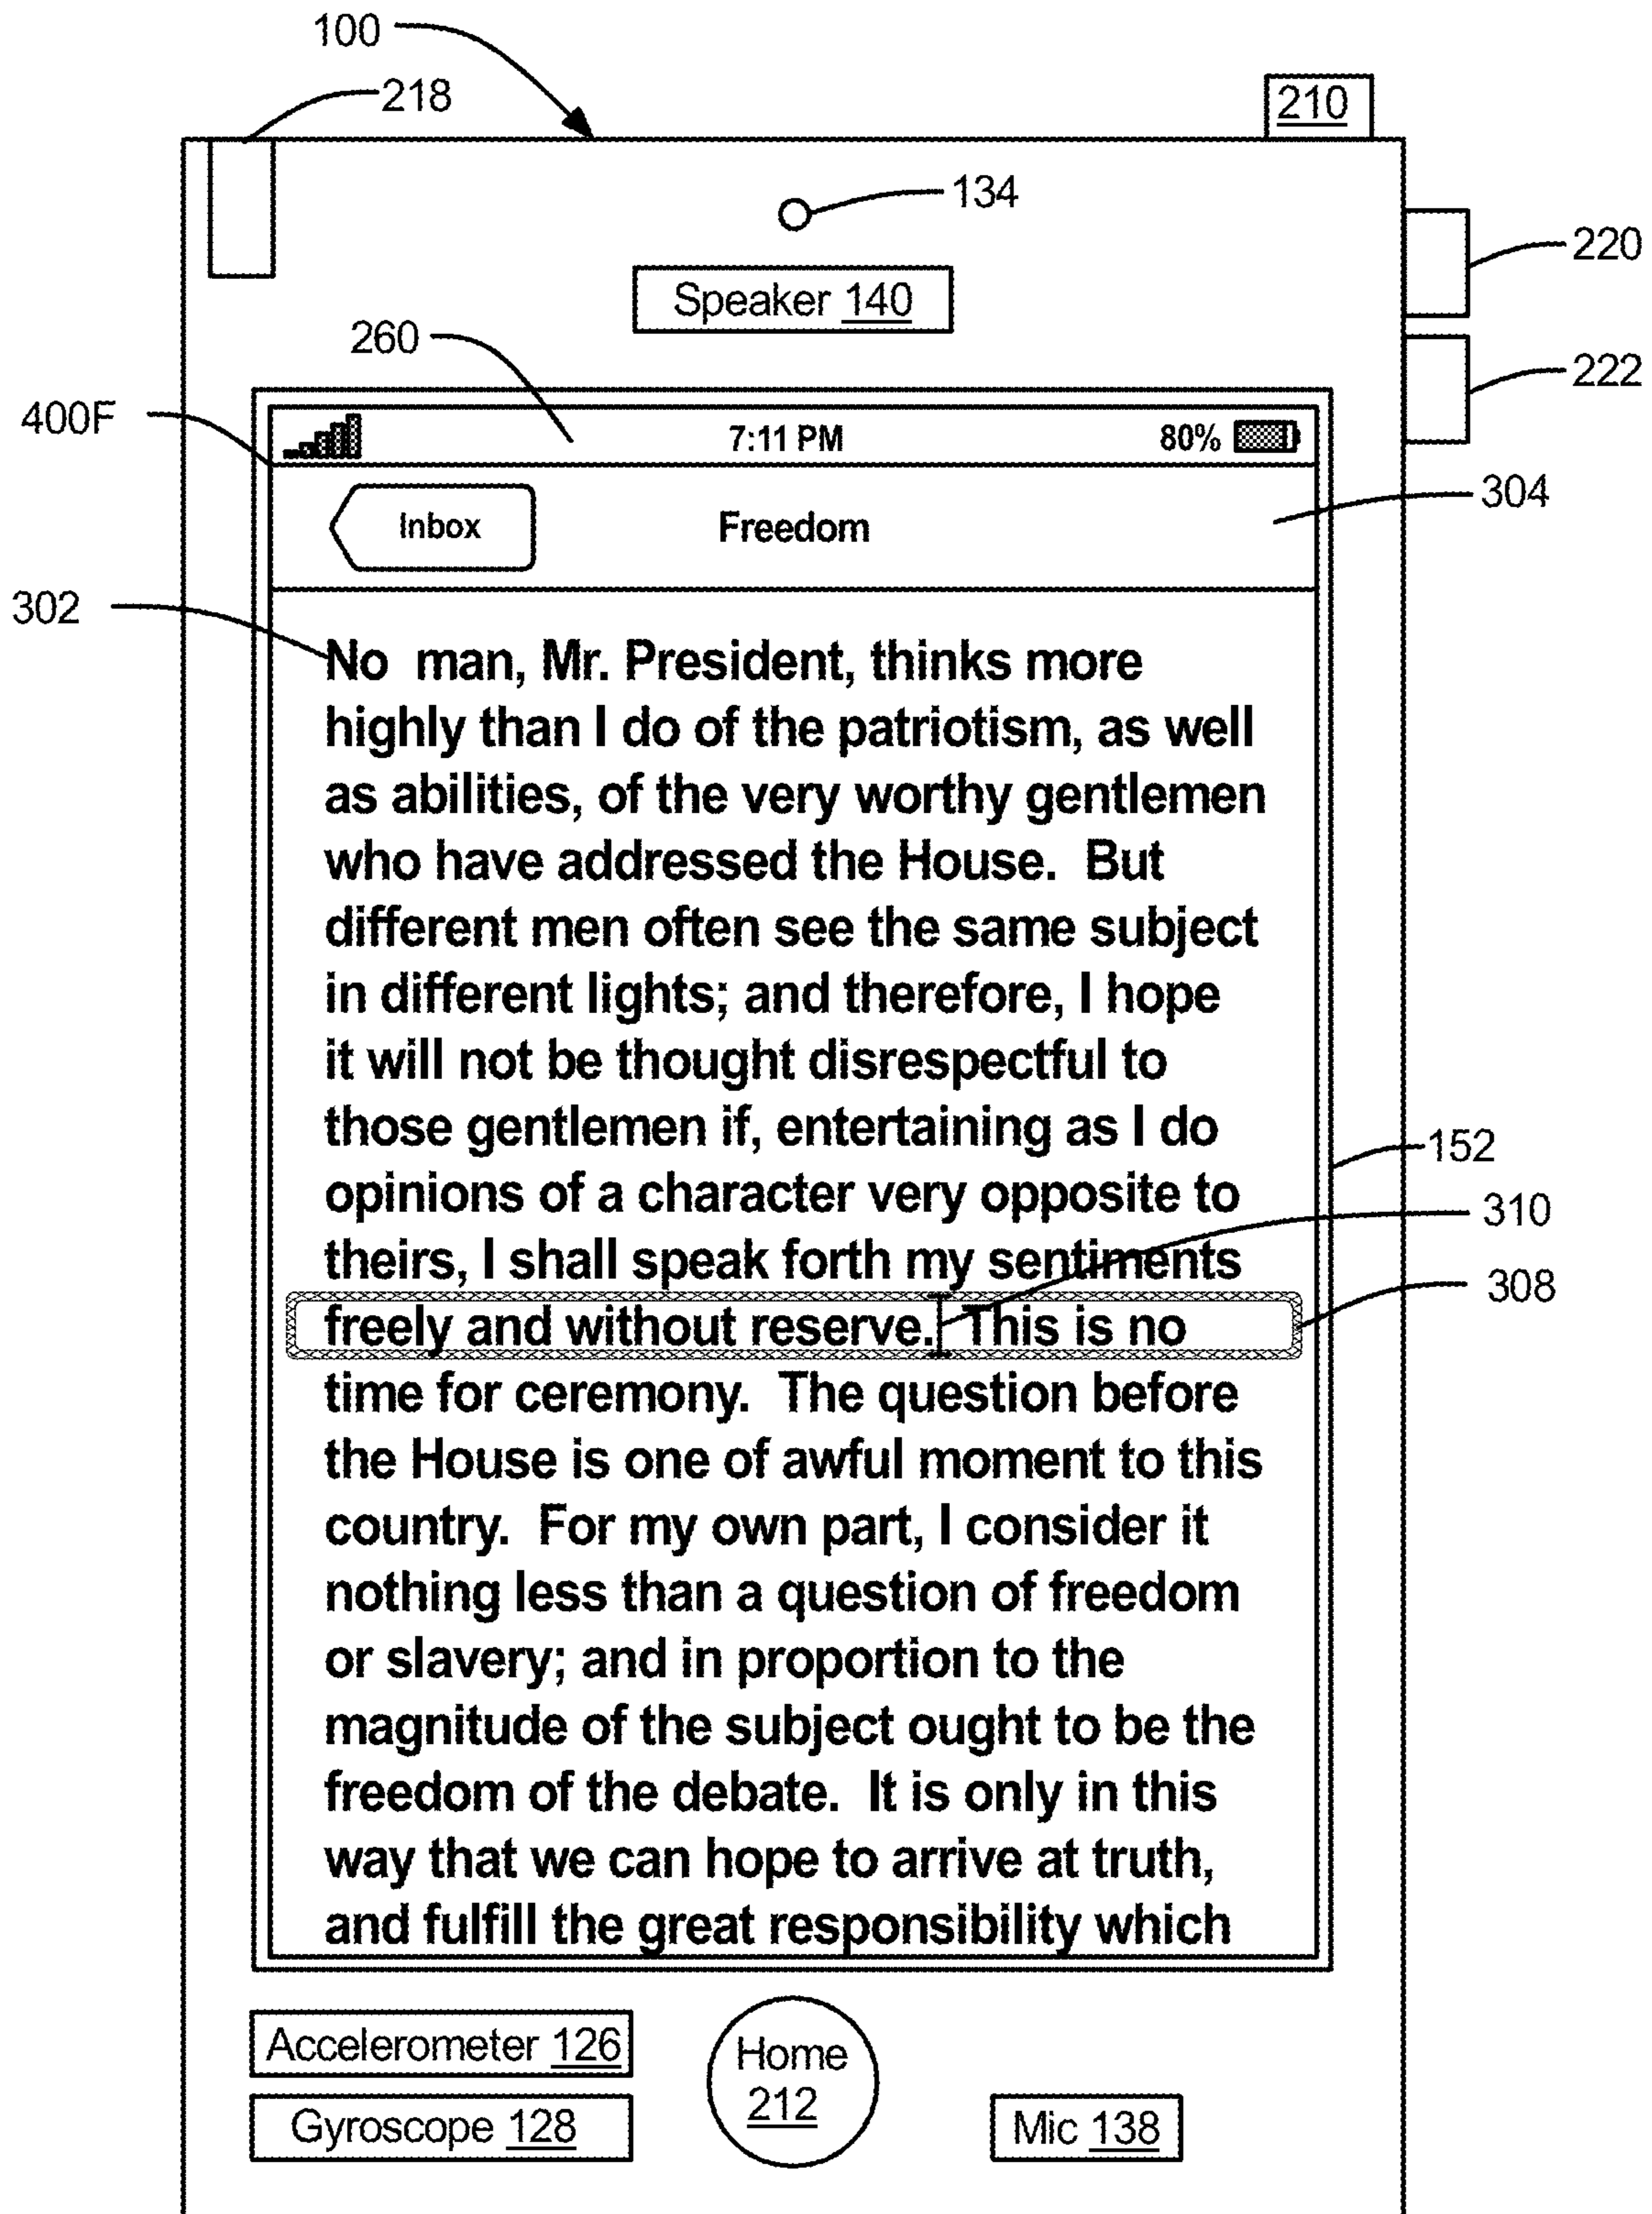 100
218
210
134
220
Speaker 140
260
222
400F
7:11 PM 80%
304
Inbox Freedom
302
No man, Mr. President, thinks more
highly than I do of the patriotism, as well
as abilities, of the very worthy gentlemen
who have addressed the House. But
different men often see the same subject
in different lights; and therefore, I hope
it will not be thought disrespectful to
those gentlemen if, entertaining as I do
152
opinions of a character very opposite to
310
theirs, I shall speak forth my sentiments
308
freely and without reserve. This is no
time for ceremony. The question before
the House is one of awful moment to this
country. For my own part, I consider it
nothing less than a question of freedom
or slavery; and in proportion to the
magnitude of the subject ought to be the
freedom of the debate. It is only in this
way that we can hope to arrive at truth,
and fulfill the great responsibility which
Accelerometer 126
Home
212
Gyroscope 128
Mic 138